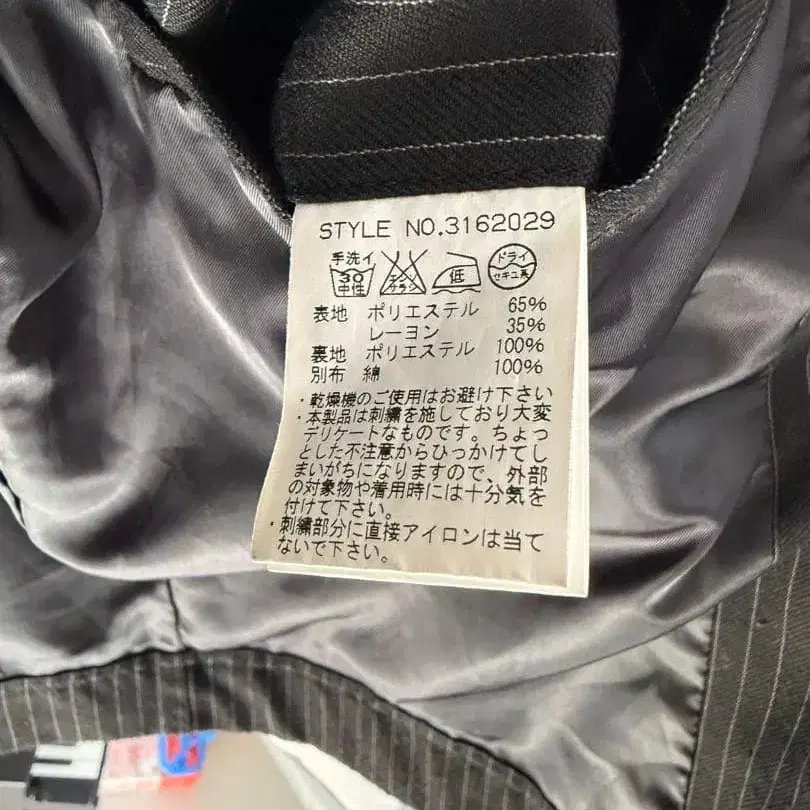 STYLE NO.3162029
手洗イ
30
中性
エンソ
サラシ
低
ドライ
セキユ系
表地 ポリエステル 65%
レーヨン 35%
裏地 ポリエステル 100%
別布 綿 100%
・乾燥機のご使用はお避け下さい
・本製品は刺繍を施しており大変
デリケートなものです。ちょっ
とした不注意からひっかけてし
まいがちになりますので、外部
の対象物や着用時には十分気を
付けて下さい。
・刺繍部分に直接アイロンは当て
ないで下さい。